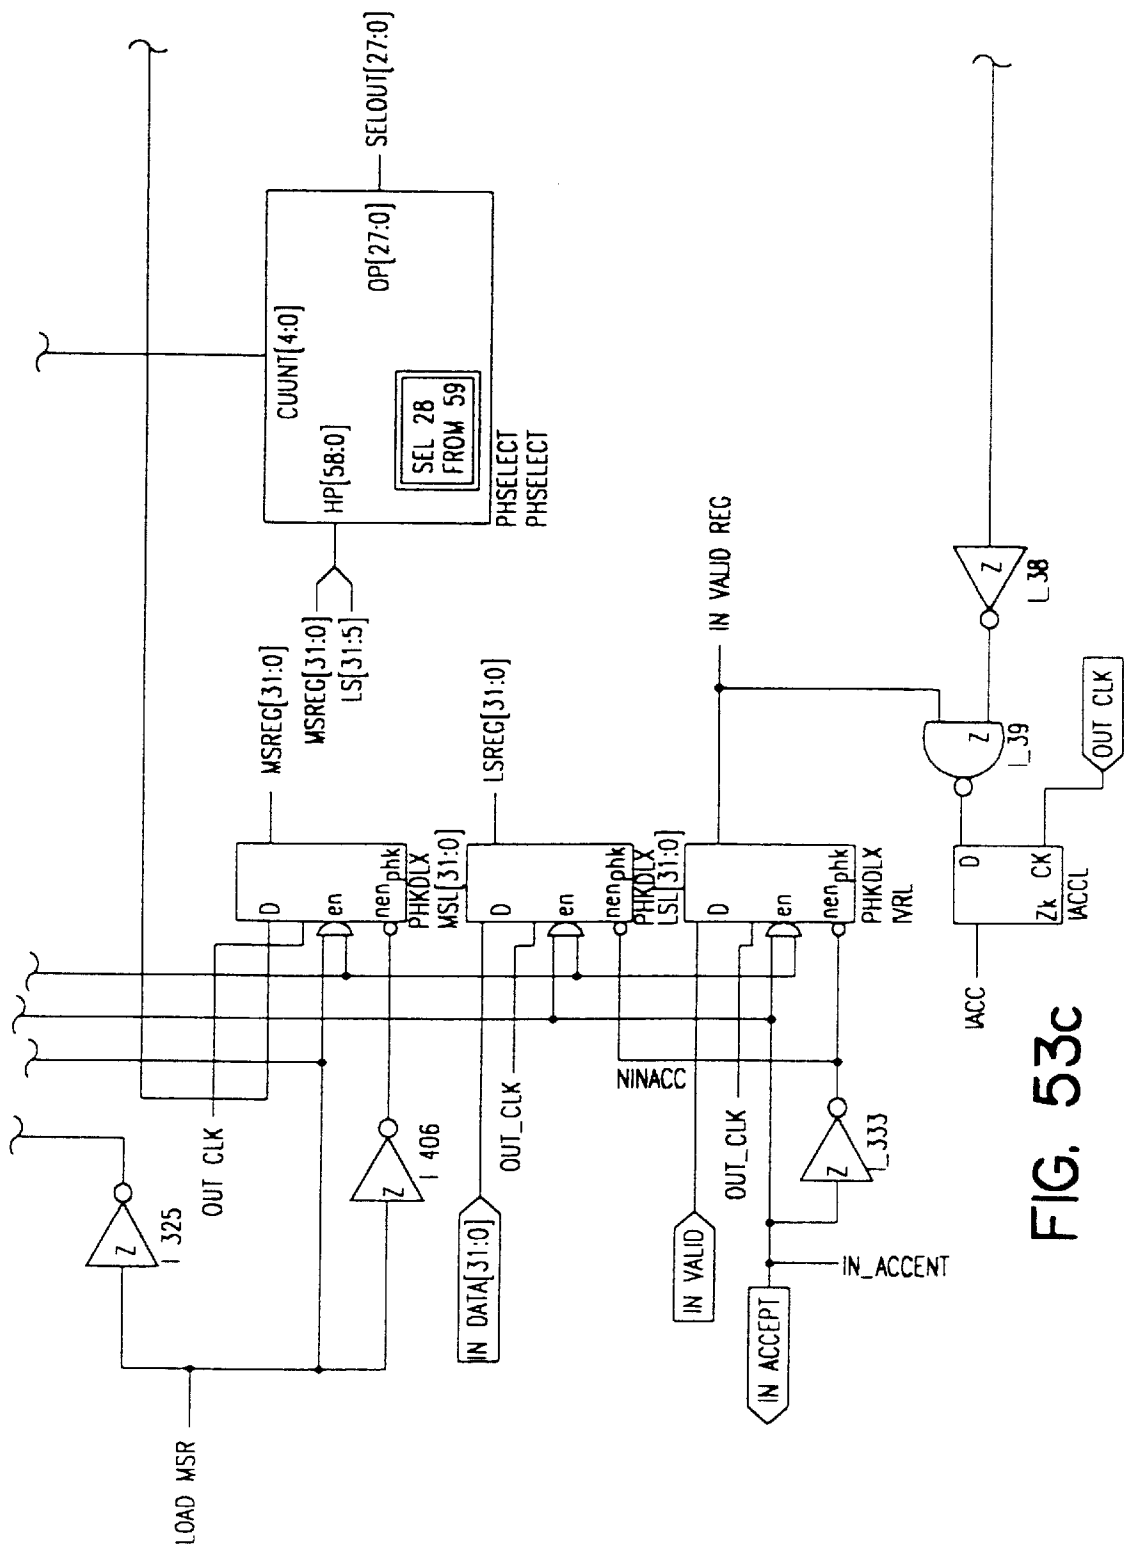 SELOUT[27:0]
OP[27:0]
CUUNT[4:0]
HP[58:0]
SEL 28
FROM 59
PHSELECT
PHSELECT
MSREG[31:0]
LS[31:5]
MSREG[31:0]
D
en
nen
phk
PHKDLX
MSL[31:0]
OUT CLK
LOAD MSR
Z
I 325
Z
I 406
LSREG[31:0]
D
en
nen
phk
PHKDLX
LSL[31:0]
IN DATA[31:0]
OUT_CLK
NINACC
IN VALID REG
D
en
nen
phk
PHKDLX
IVRL
IN VALID
OUT_CLK
IN ACCEPT
IN_ACCENT
Z
I_333
Z
I_38
Z
I_39
D
Zk
CK
IACCL
IACC
OUT CLK
FIG. 53c